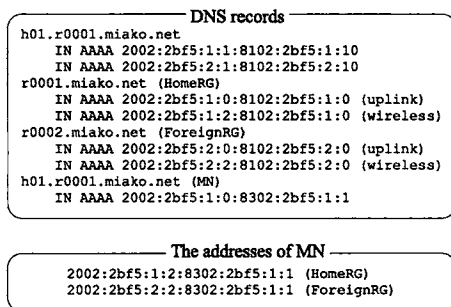 DNS records
h01.r0001.miako.net
IN AAAA 2002:2bf5:1:1:8102:2bf5:1:10
IN AAAA 2002:2bf5:2:1:8102:2bf5:2:10
r0001.miako.net (HomeRG)
IN AAAA 2002:2bf5:1:0:8102:2bf5:1:0 (uplink)
IN AAAA 2002:2bf5:1:2:8102:2bf5:1:0 (wireless)
r0002.miako.net (ForeignRG)
IN AAAA 2002:2bf5:2:0:8102:2bf5:2:0 (uplink)
IN AAAA 2002:2bf5:2:2:8102:2bf5:2:0 (wireless)
h01.r0001.miako.net (MN)
IN AAAA 2002:2bf5:1:0:8302:2bf5:1:1
The addresses of MN
2002:2bf5:1:2:8302:2bf5:1:1 (HomeRG)
2002:2bf5:2:2:8302:2bf5:1:1 (ForeignRG)